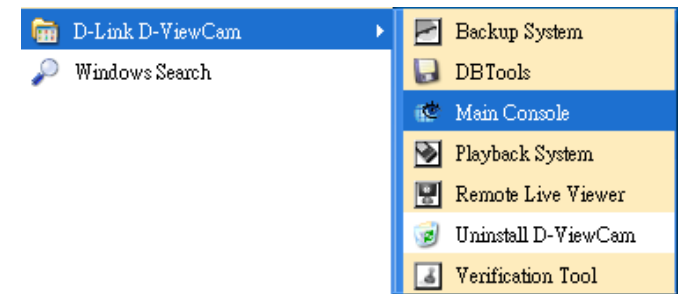 D-Link D-ViewCam
Windows Search
Backup System
DBTools
Main Console
Playback System
Remote Live Viewer
Uninstall D-ViewCam
Verification Tool